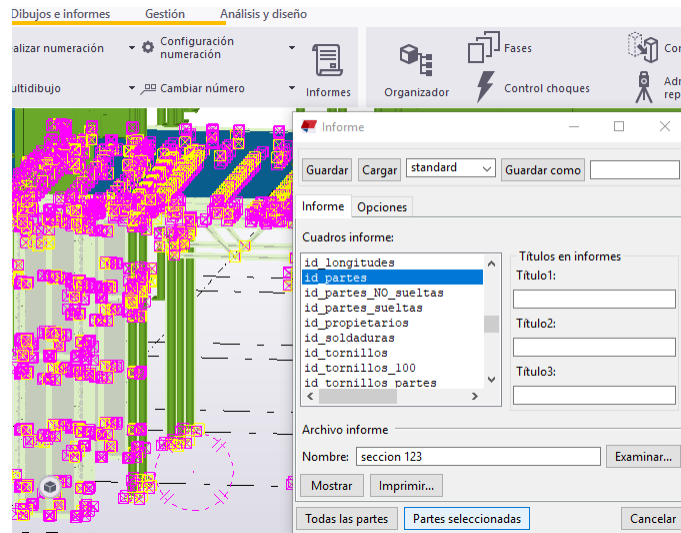 Dibujos e informes Gestión Análisis y diseño
ealizar numeración
Configuración
numeración
Informes
Organizador
Fases
ultidibujo
Cambiar número
Control choques
Informe
Guardar Cargar standard Guardar como
Informe Opciones
Cuadros informe:
id_longitudes
id_partes
id_partes_NO_sueltas
id_partes_sueltas
id_propietarios
id_soldaduras
id_tornillos
id_tornillos_100
id_tornillos_partes
Títulos en informes
Título1:
Título2:
Título3:
Archivo informe
Nombre: seccion 123 Examinar...
Mostrar Imprimir...
Todas las partes Partes seleccionadas Cancelar